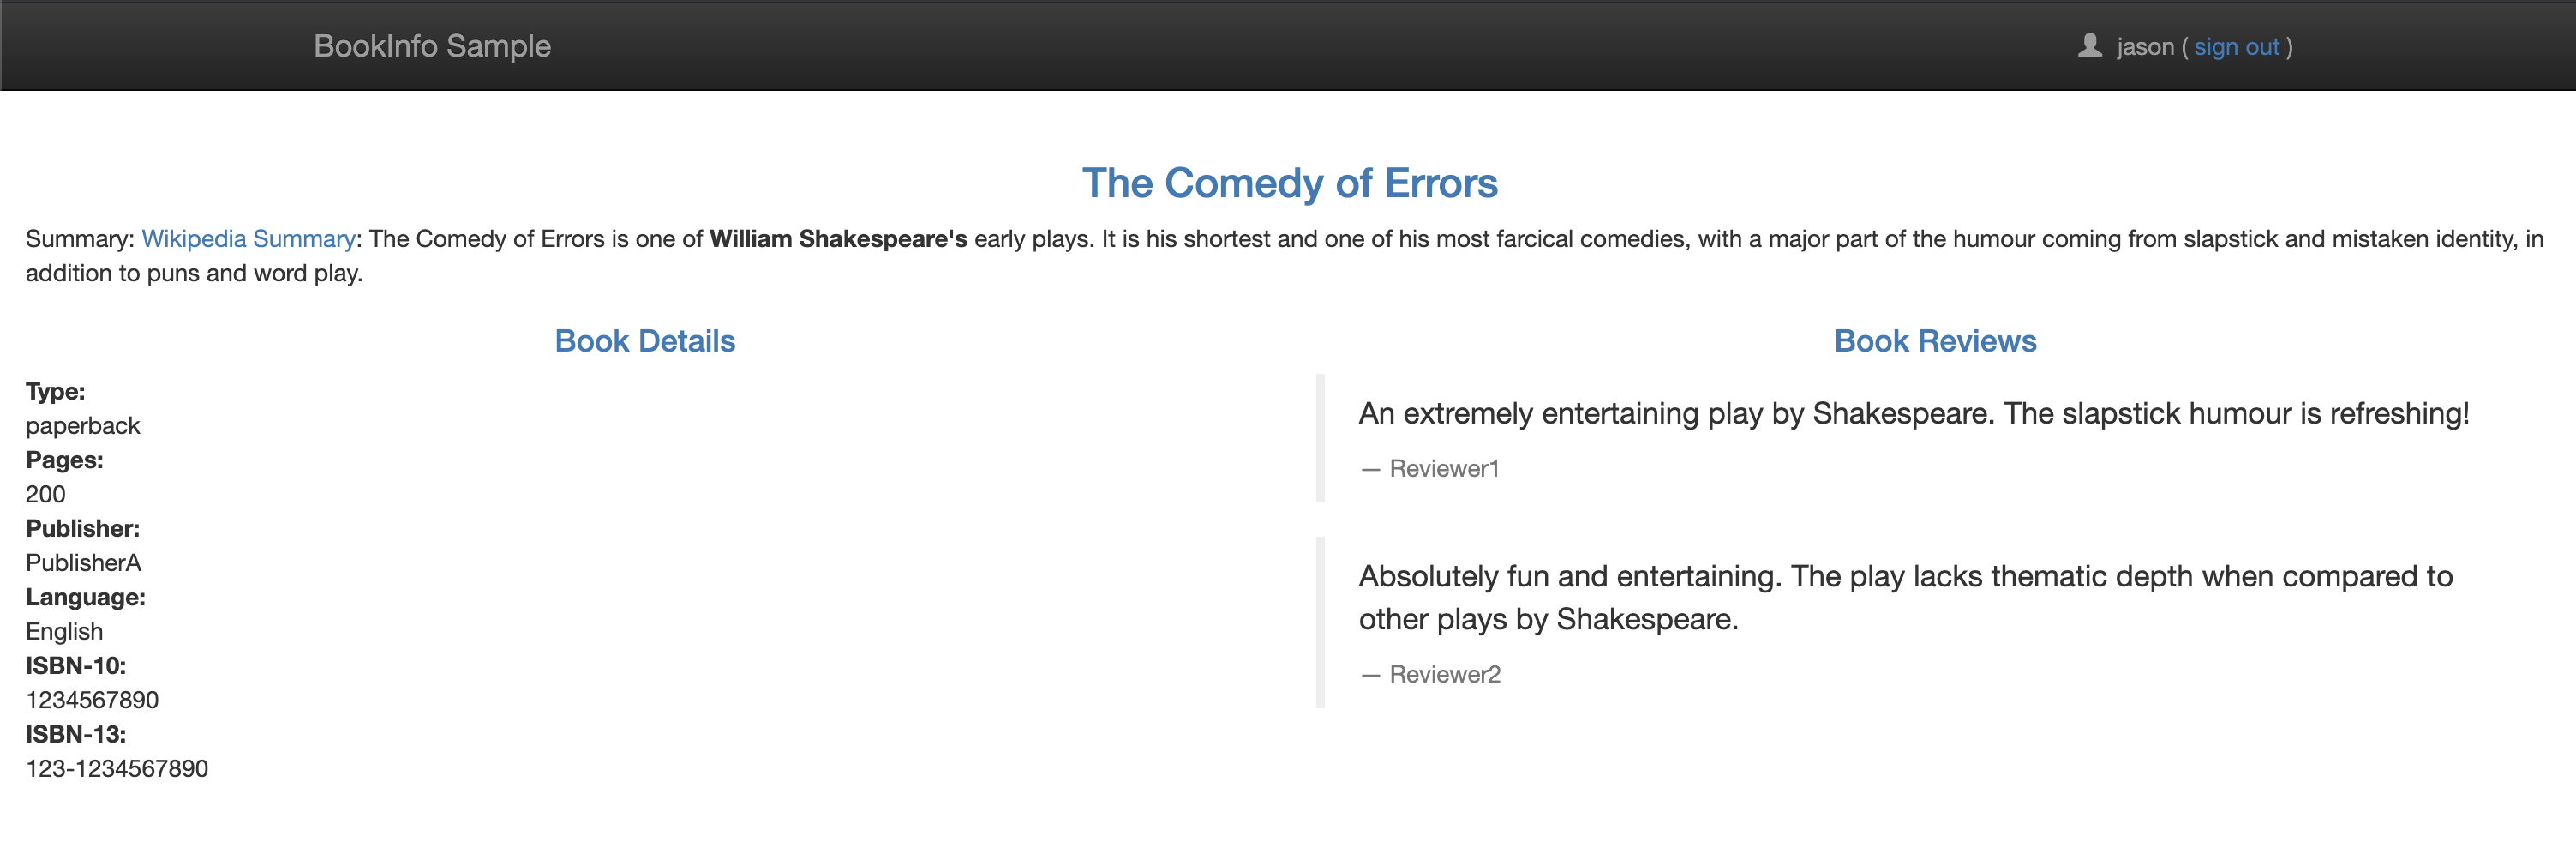 BookInfo Sample
jason ( sign out )
The Comedy of Errors
Summary: Wikipedia Summary: The Comedy of Errors is one of William Shakespeare's early plays. It is his shortest and one of his most farcical comedies, with a major part of the humour coming from slapstick and mistaken identity, in
addition to puns and word play.
Book Details
Type:
paperback
Pages:
200
Publisher:
PublisherA
Language:
English
ISBN-10:
1234567890
ISBN-13:
123-1234567890
Book Reviews
An extremely entertaining play by Shakespeare. The slapstick humour is refreshing!
— Reviewer1
Absolutely fun and entertaining. The play lacks thematic depth when compared to
other plays by Shakespeare.
— Reviewer2